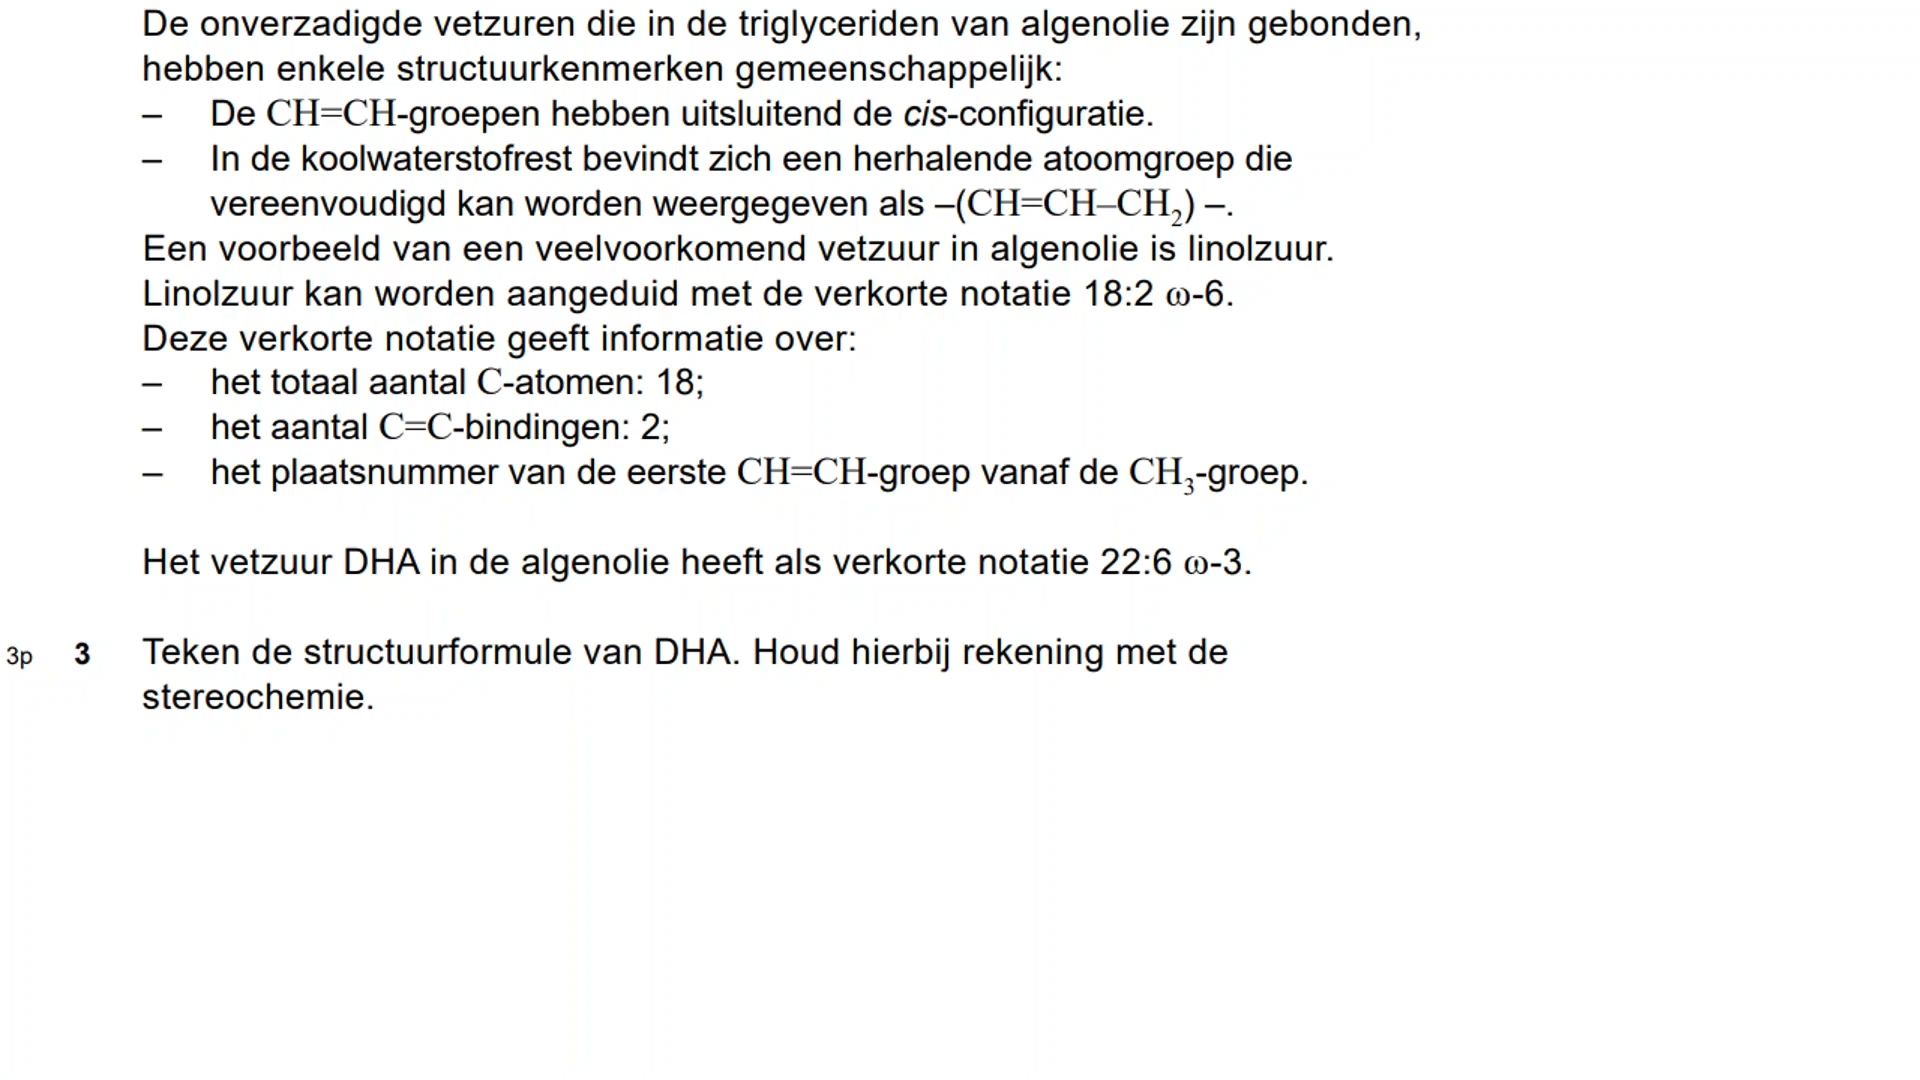 De onverzadigde vetzuren die in de triglyceriden van algenolie zijn gebonden,
hebben enkele structuurkenmerken gemeenschappelijk:
– De CH=CH-groepen hebben uitsluitend de cis-configuratie.
– In de koolwaterstofrest bevindt zich een herhalende atoomgroep die
vereenvoudigd kan worden weergegeven als –(CH=CH–CH₂) –.
Een voorbeeld van een veelvoorkomend vetzuur in algenolie is linolzuur.
Linolzuur kan worden aangeduid met de verkorte notatie 18:2 ω-6.
Deze verkorte notatie geeft informatie over:
– het totaal aantal C-atomen: 18;
– het aantal C=C-bindingen: 2;
– het plaatsnummer van de eerste CH=CH-groep vanaf de CH₃-groep.
Het vetzuur DHA in de algenolie heeft als verkorte notatie 22:6 ω-3.
3p 3 Teken de structuurformule van DHA. Houd hierbij rekening met de
stereochemie.